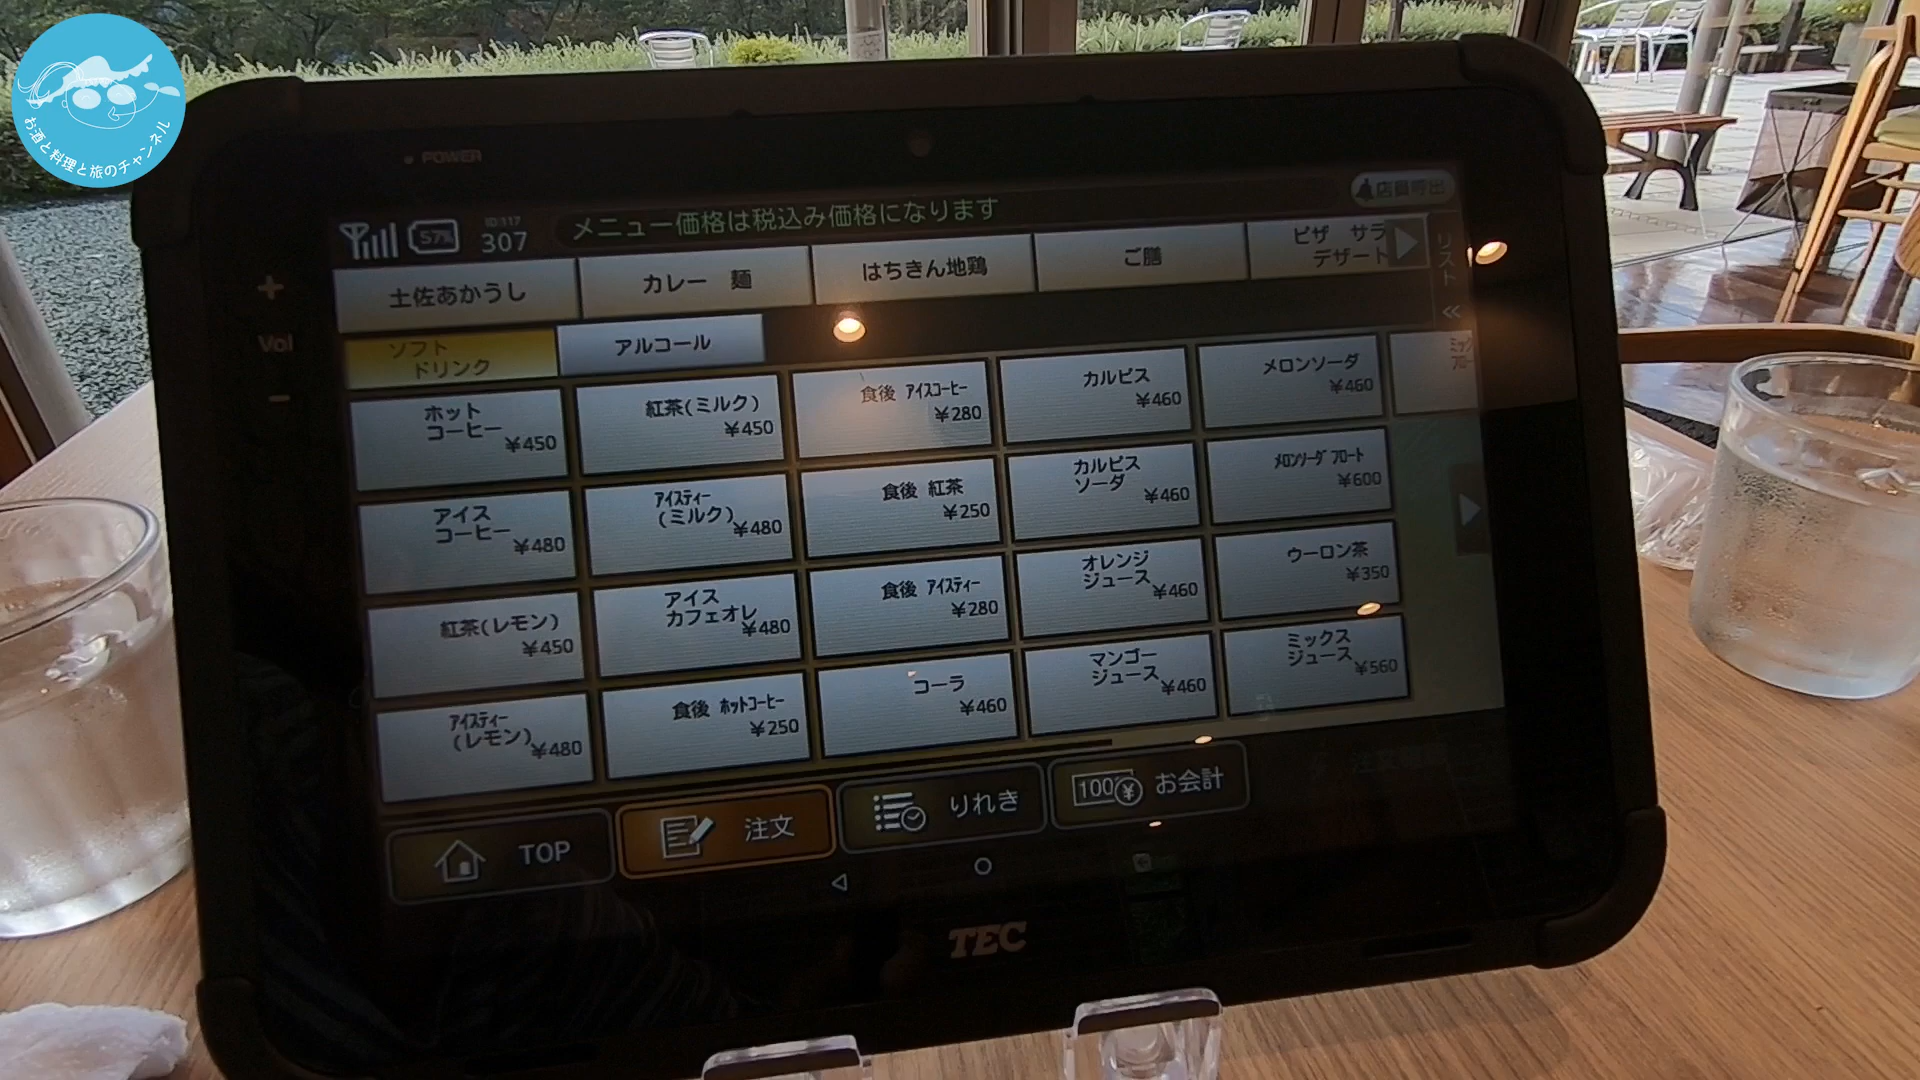 お酒と料理と旅のチャンネル
POWER
店員呼出
57%
ID:317
307
メニュー価格は税込み価格になります
土佐あかうし
カレー 麺
はちきん地鶏
ご膳
ピザ サラ
デザート
リスト
ソフト
ドリンク
アルコール
Vol
ホット
コーヒー
¥450
紅茶(ミルク)
¥450
食後 アイスコーヒー
¥280
カルピス
¥460
メロンソーダ
¥460
アイス
コーヒー
¥480
アイスティー
(ミルク)
¥480
食後 紅茶
¥250
カルピス
ソーダ
¥460
メロンソーダ フロート
¥600
紅茶(レモン)
¥450
アイス
カフェオレ
¥480
食後 アイスティー
¥280
オレンジ
ジュース
¥460
ウーロン茶
¥350
アイスティー
(レモン)
¥480
食後 ホットコーヒー
¥250
コーラ
¥460
マンゴー
ジュース
¥460
ミックス
ジュース
¥560
TOP
注文
りれき
100
お会計
TEC